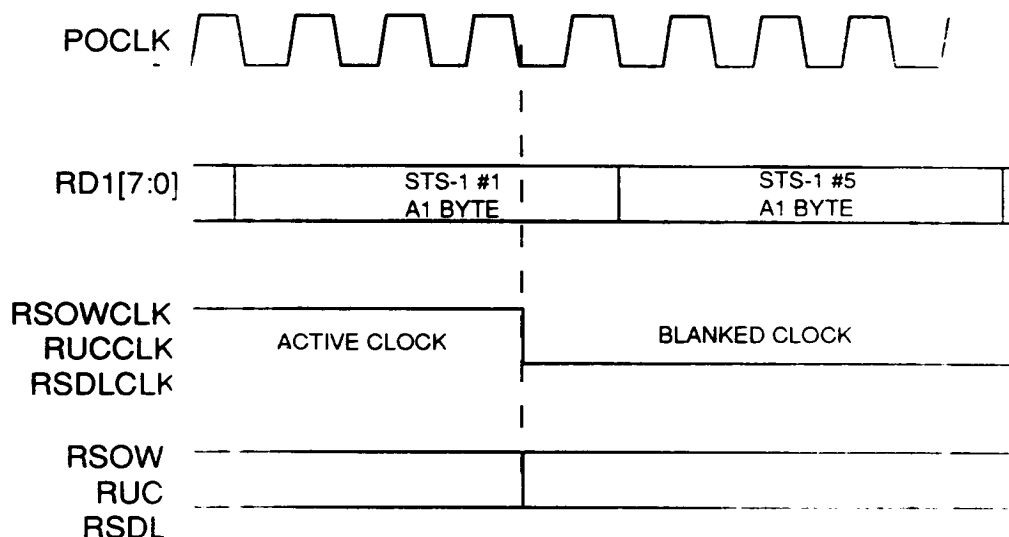 POCLK
RD1[7:0]
STS-1 #1
A1 BYTE
STS-1 #5
A1 BYTE
RSOWCLK
RUCCLK
RSDLCLK
ACTIVE CLOCK
BLANKED CLOCK
RSOW
RUC
RSDL